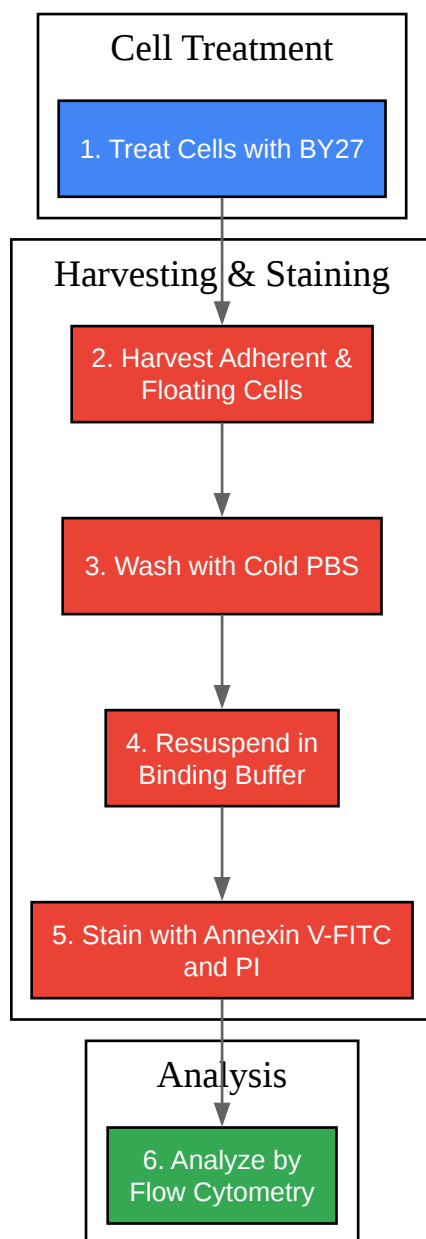 Cell Treatment
1. Treat Cells with BY27
Harvesting & Staining
2. Harvest Adherent &
Floating Cells
3. Wash with Cold PBS
4. Resuspend in
Binding Buffer
5. Stain with Annexin V-FITC
and PI
Analysis
6. Analyze by
Flow Cytometry